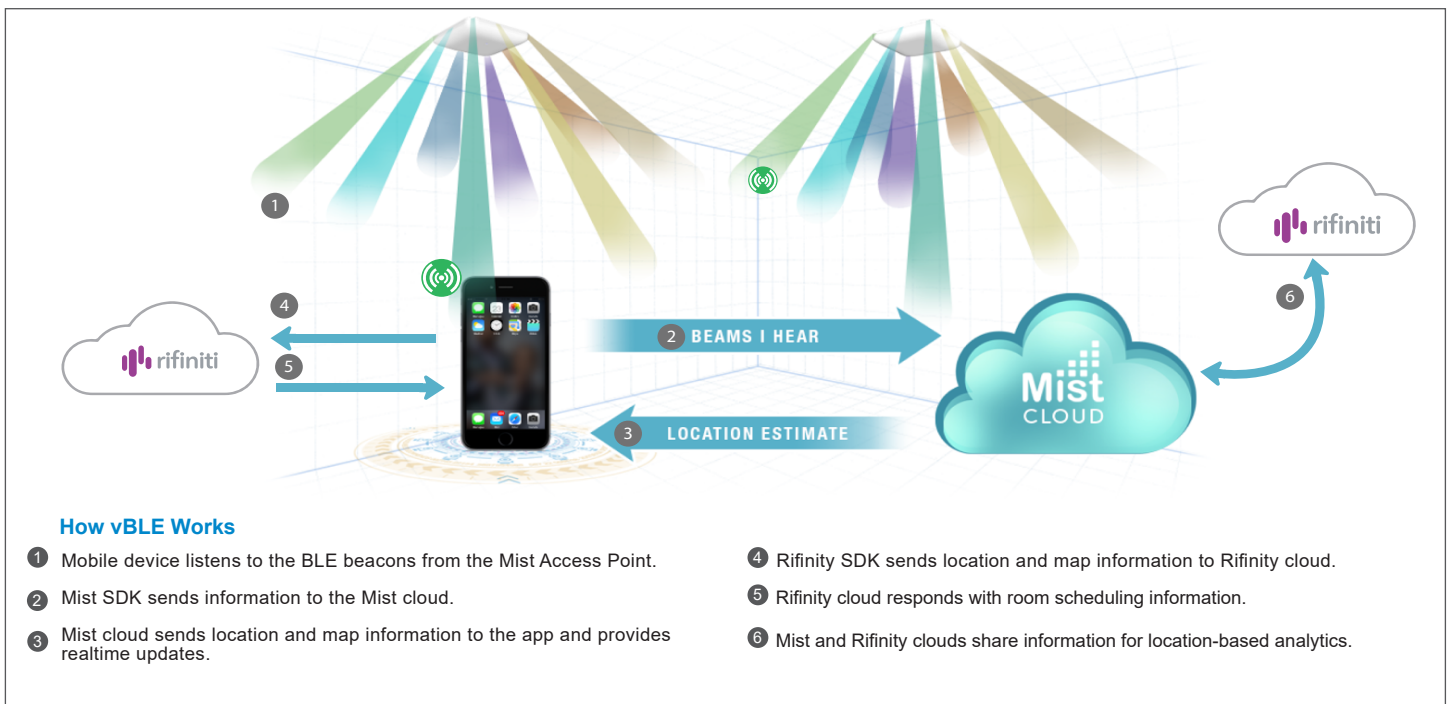 1
4
5
rifiniti
2 BEAMS I HEAR
3 LOCATION ESTIMATE
Mist
CLOUD
rifiniti
6
How vBLE Works
1 Mobile device listens to the BLE beacons from the Mist Access Point.
2 Mist SDK sends information to the Mist cloud.
3 Mist cloud sends location and map information to the app and provides
realtime updates.
4 Rifinity SDK sends location and map information to Rifinity cloud.
5 Rifinity cloud responds with room scheduling information.
6 Mist and Rifinity clouds share information for location-based analytics.